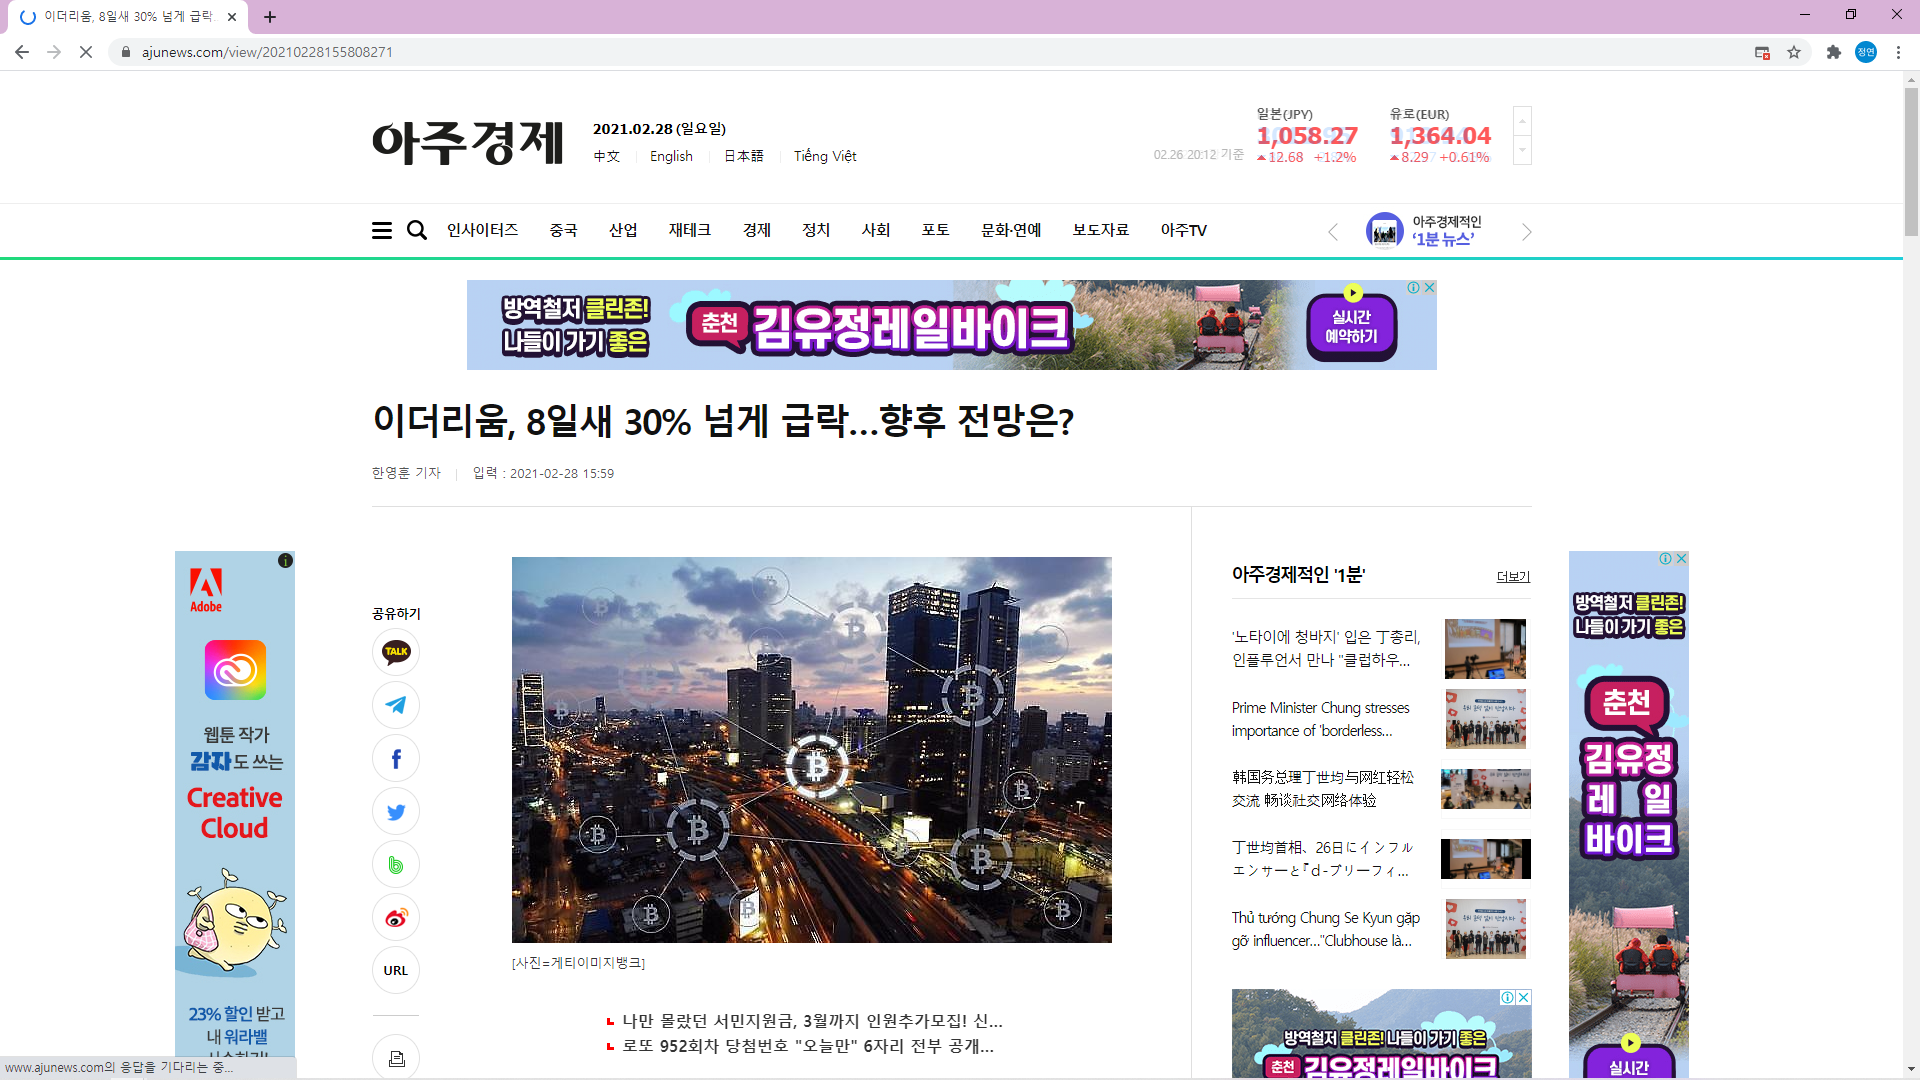 이더리움, 8일새 30% 넘게 급락.
ajunews.com/view/20210228155808271
정연
아주경제
2021.02.28 (일요일)
中文 English 日本語 Tiếng Việt
02.26 20:12 기준
일본(JPY)
1,058.27
12.68 +1.2%
유로(EUR)
1,364.04
8.29 +0.61%
인사이터즈 중국 산업 재테크 경제 정치 사회 포토 문화·연예 보도자료 아주TV
아주경제적인
‘1분 뉴스’
방역철저 클린존!
나들이 가기 좋은
춘천 김유정레일바이크
실시간
예약하기
이더리움, 8일새 30% 넘게 급락…향후 전망은?
한영훈 기자
입력 : 2021-02-28 15:59
Adobe
웹툰 작가
감자도 쓰는
Creative
Cloud
23% 할인 받고
내 워라밸
공유하기
TALK
URL
[사진=게티이미지뱅크]
나만 몰랐던 서민지원금, 3월까지 인원추가모집! 신...
로또 952회차 당첨번호 "오늘만" 6자리 전부 공개...
아주경제적인 '1분'
더보기
'노타이에 청바지' 입은 丁총리,
인플루언서 만나 "클럽하우...
Prime Minister Chung stresses
importance of 'borderless...
韩国务总理丁世均与网红轻松
交流 畅谈社交网络体验
丁世均首相、26日にインフル
エンサーと『ｄ-ブリーフィ...
Thủ tướng Chung Se Kyun gặp
gỡ influencer…"Clubhouse là...
방역철저 클린존! 나들이 가기 좋은
춘천 김유정레일바이크
방역철저 클린존!
나들이 가기 좋은
춘천
김유정
레일
바이크
실시간
www.ajunews.com의 응답을 기다리는 중...